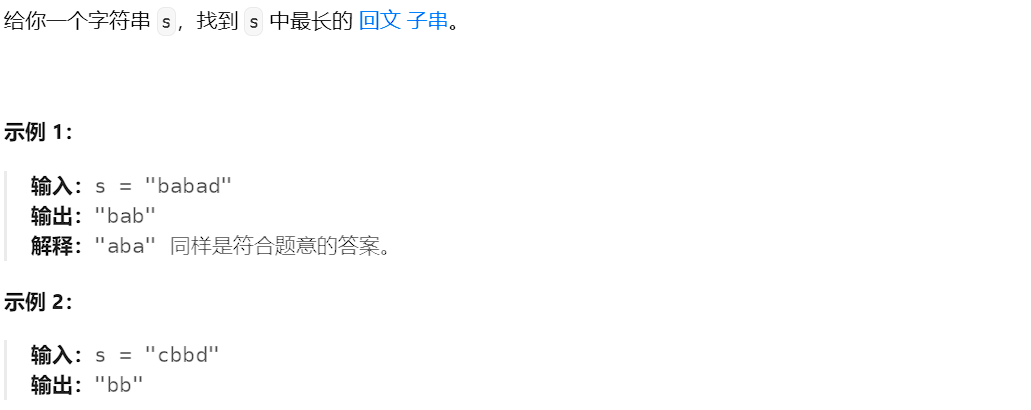 给你一个字符串 s，找到 s 中最长的 回文 子串。
示例 1：
输入：s = "babad"
输出："bab"
解释："aba" 同样是符合题意的答案。
示例 2：
输入：s = "cbbd"
输出："bb"